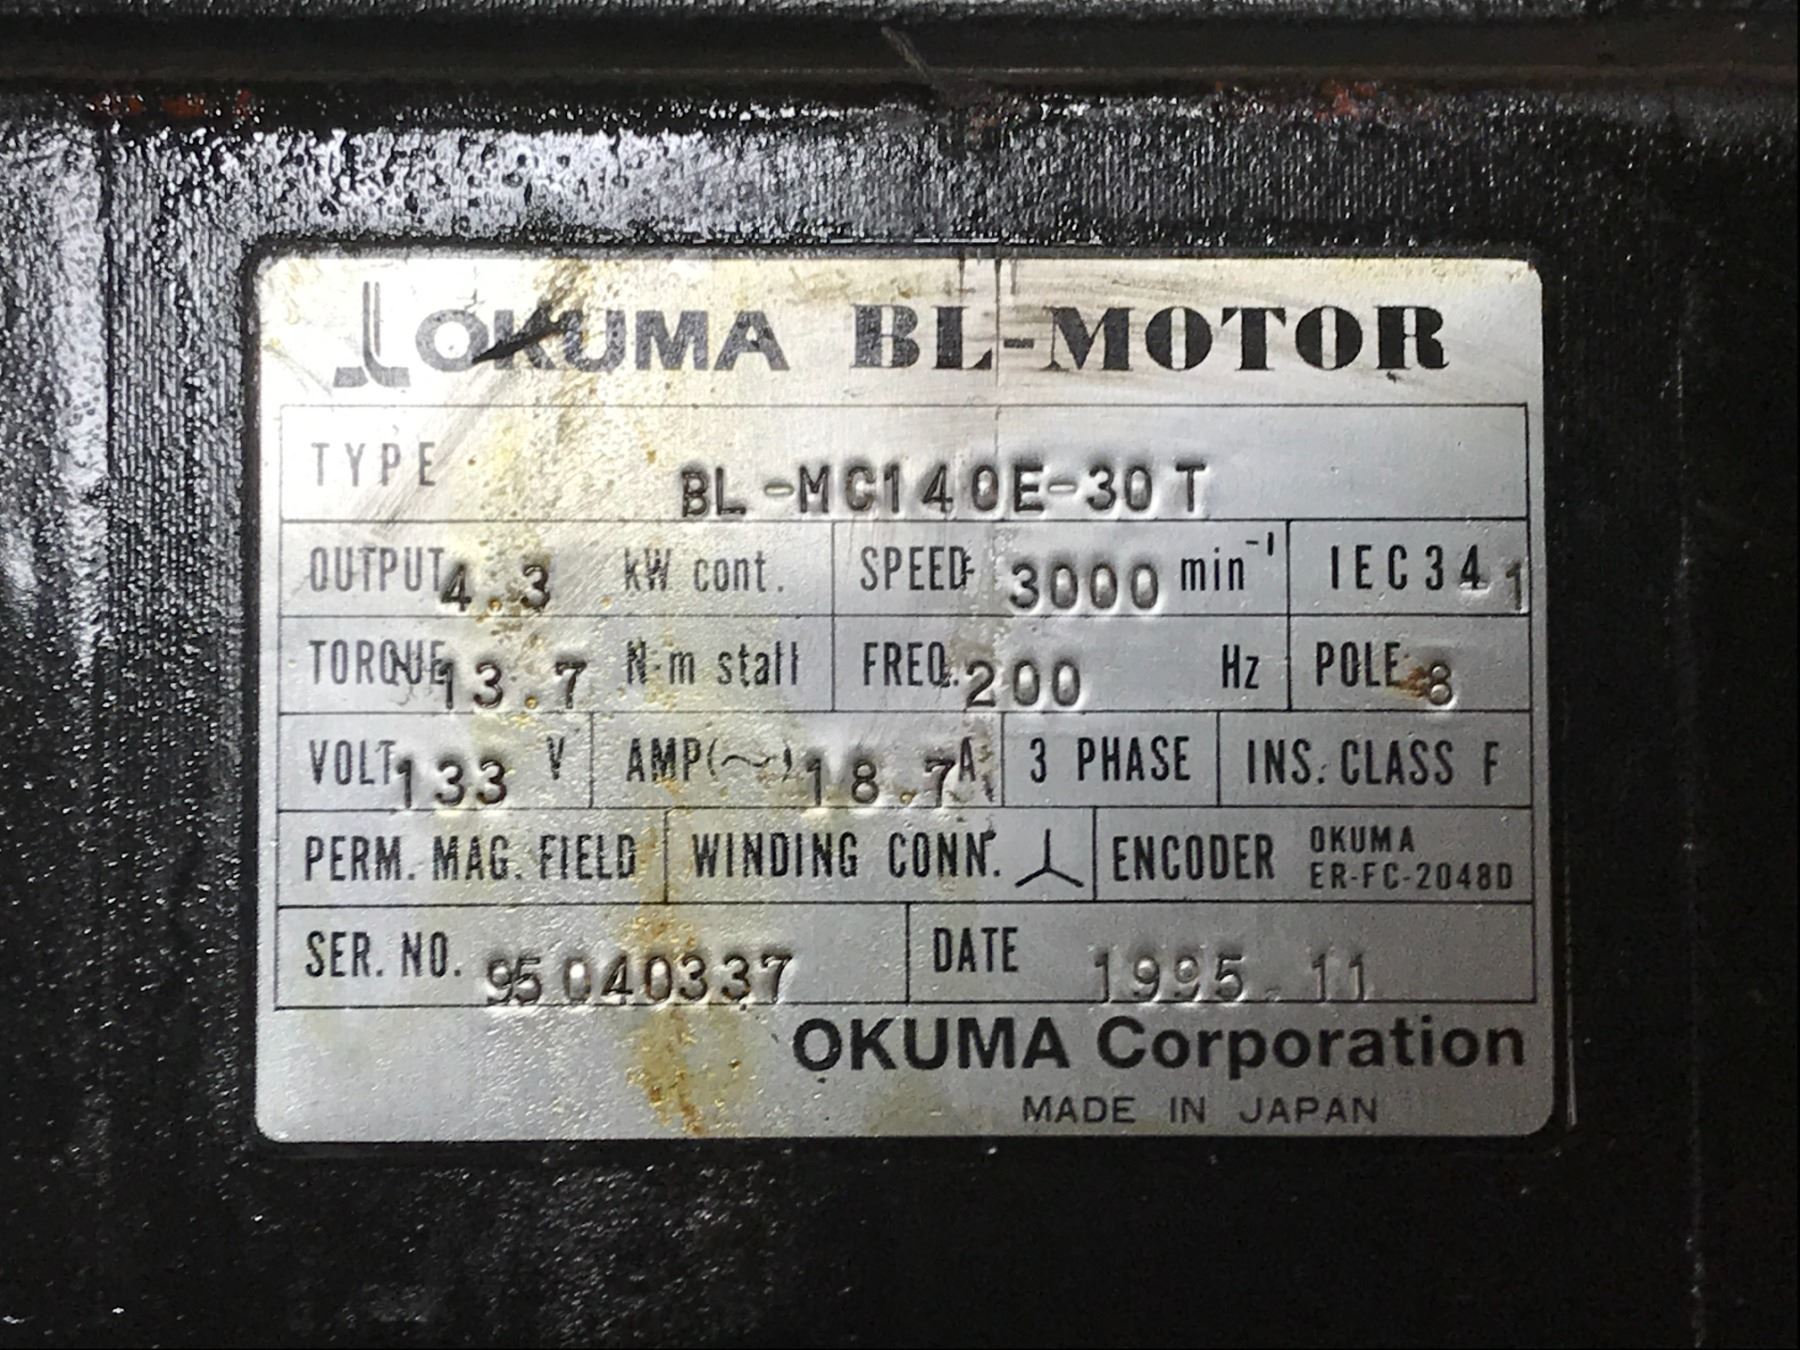 OKUMA BL-MOTOR
TYPE BL-MC140E-30T
OUTPUT 4.3 kW cont. SPEED 3000 min⁻¹ IEC34 1
TORQUE 13.7 N·m stall FREQ. 200 Hz POLE 8
VOLT 133 V AMP(~) 18.7 A 3 PHASE INS. CLASS F
PERM. MAG. FIELD WINDING CONN. ENCODER OKUMA
ER-FC-2048D
SER. NO. 95040337 DATE 1995.11
OKUMA Corporation
MADE IN JAPAN